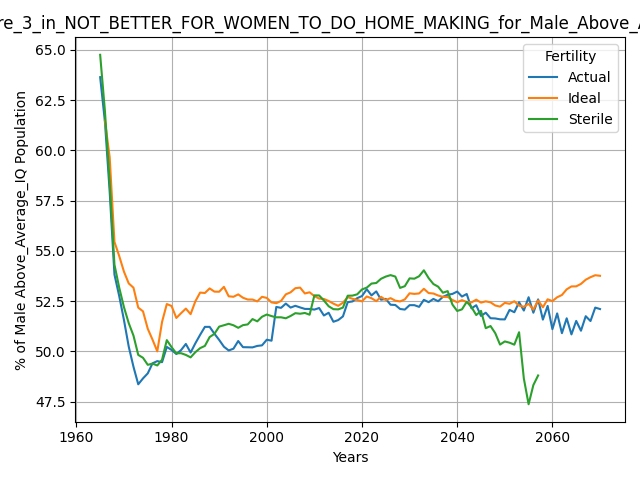 re_3_in_NOT_BETTER_FOR_WOMEN_TO_DO_HOME_MAKING_for_Male_Above_A
% of Male Above_Average_IQ Population
65.0
62.5
60.0
57.5
55.0
52.5
50.0
47.5
Fertility
Actual
Ideal
Sterile
1960
1980
2000
2020
2040
2060
Years